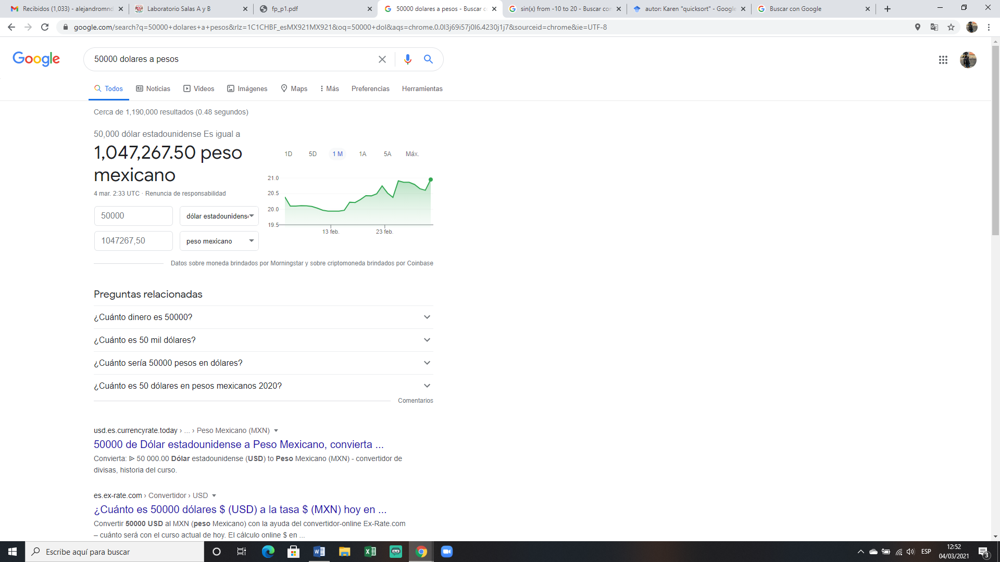 Recibidos (1,033) - alejandromnd
Laboratorio Salas A y B
fp_p1.pdf
50000 dolares a pesos - Buscar c
sin(x) from -10 to 20 - Buscar con
autor: Karen "quicksort" - Google
Buscar con Google
google.com/search?q=50000+dolares+a+pesos&rlz=1C1CHBF_esMX921MX921&oq=50000+dol&aqs=chrome.0.0l3j69i57j0l6.4230j1j7&sourceid=chrome&ie=UTF-8
Google
50000 dolares a pesos
Todos
Noticias
Videos
Imágenes
Maps
Más
Preferencias
Herramientas
Cerca de 1,190,000 resultados (0.48 segundos)
50,000 dólar estadounidense Es igual a
1,047,267.50 peso
mexicano
4 mar. 2:33 UTC · Renuncia de responsabilidad
50000
dólar estadounidens
1047267,50
peso mexicano
1D
5D
1 M
1A
5A
Máx.
21.0
20.5
20.0
19.5
13 feb.
23 feb.
Datos sobre moneda brindados por Morningstar y sobre criptomoneda brindados por Coinbase
Preguntas relacionadas
¿Cuánto dinero es 50000?
¿Cuánto es 50 mil dólares?
¿Cuánto sería 50000 pesos en dólares?
¿Cuánto es 50 dólares en pesos mexicanos 2020?
Comentarios
usd.es.currencyrate.today › ... › Peso Mexicano (MXN)
50000 de Dólar estadounidense a Peso Mexicano, convierta ...
Convierta: ᐉ 50 000.00 Dólar estadounidense (USD) to Peso Mexicano (MXN) - convertidor de
divisas, historia del curso.
es.ex-rate.com › Convertidor › USD
¿Cuánto es 50000 dólares $ (USD) a la tasa $ (MXN) hoy en ...
Convertir 50000 USD al MXN (peso Mexicano) con la ayuda del convertidor-online Ex-Rate.com
– cuánto será con el curso actual de hoy. El cálculo online $ en ...
Escribe aquí para buscar
ESP
12:52
04/03/2021
3